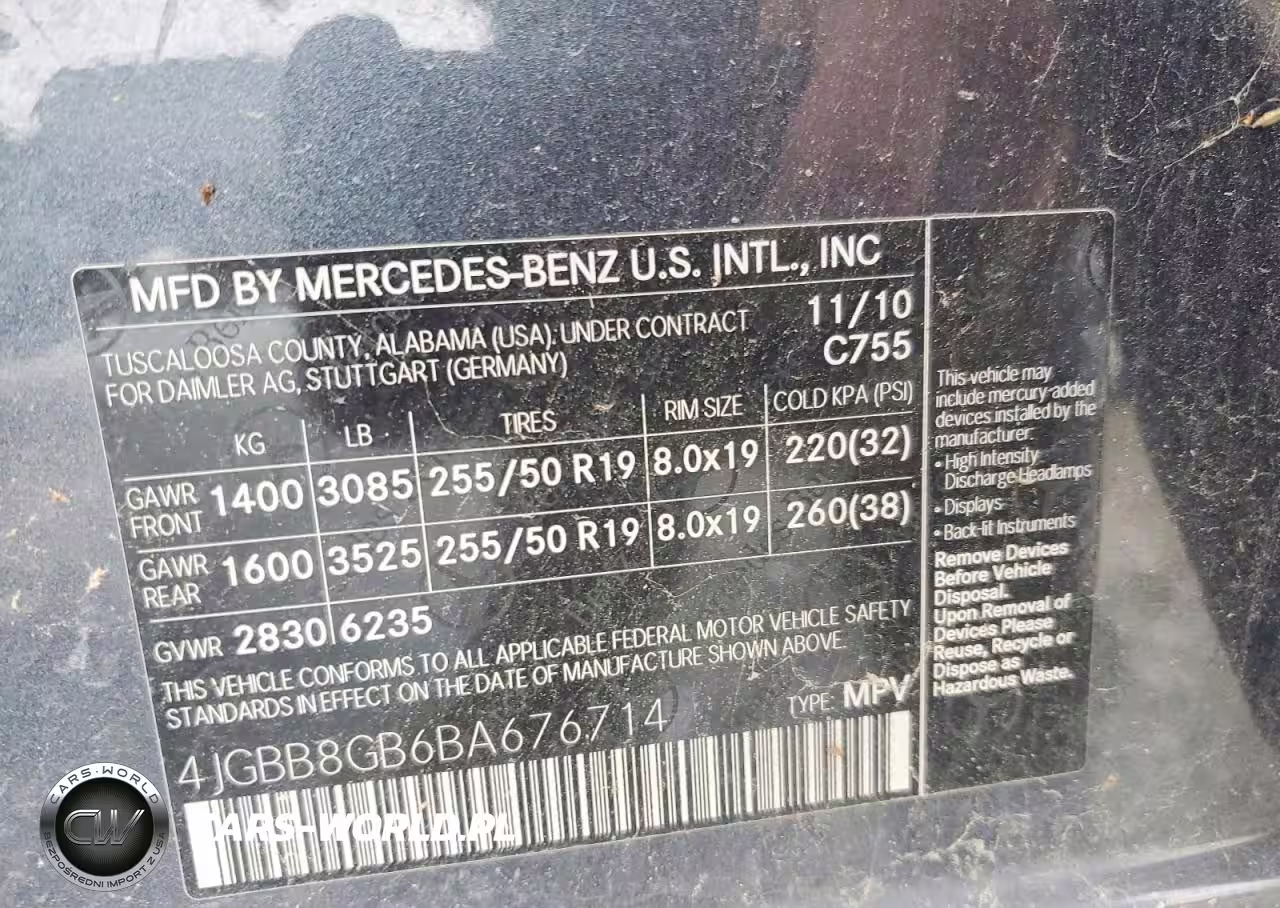 MFD BY MERCEDES-BENZ U.S. INTL., INC
TUSCALOOSA COUNTY, ALABAMA (USA). UNDER CONTRACT
FOR DAIMLER AG, STUTTGART (GERMANY)
11/10
C755
KG LB TIRES RIM SIZE COLD KPA (PSI)
GAWR FRONT 1400 3085 255/50 R19 8.0x19 220(32)
GAWR REAR 1600 3525 255/50 R19 8.0x19 260(38)
GVWR 2830 6235
THIS VEHICLE CONFORMS TO ALL APPLICABLE FEDERAL MOTOR VEHICLE SAFETY
STANDARDS IN EFFECT ON THE DATE OF MANUFACTURE SHOWN ABOVE.
4JGBB8GB6BA676714 TYPE: MPV
This vehicle may
include mercury-added
devices installed by the
manufacturer.
• High Intensity
Discharge Headlamps
• Displays
• Back-lit Instruments
Remove Devices
Before Vehicle
Disposal.
Upon Removal of
Devices Please
Reuse, Recycle or
Dispose as
Hazardous Waste.
CARS-WORLD
CW
BEZPOŚREDNI IMPORT Z USA
CARS-WORLD.PL